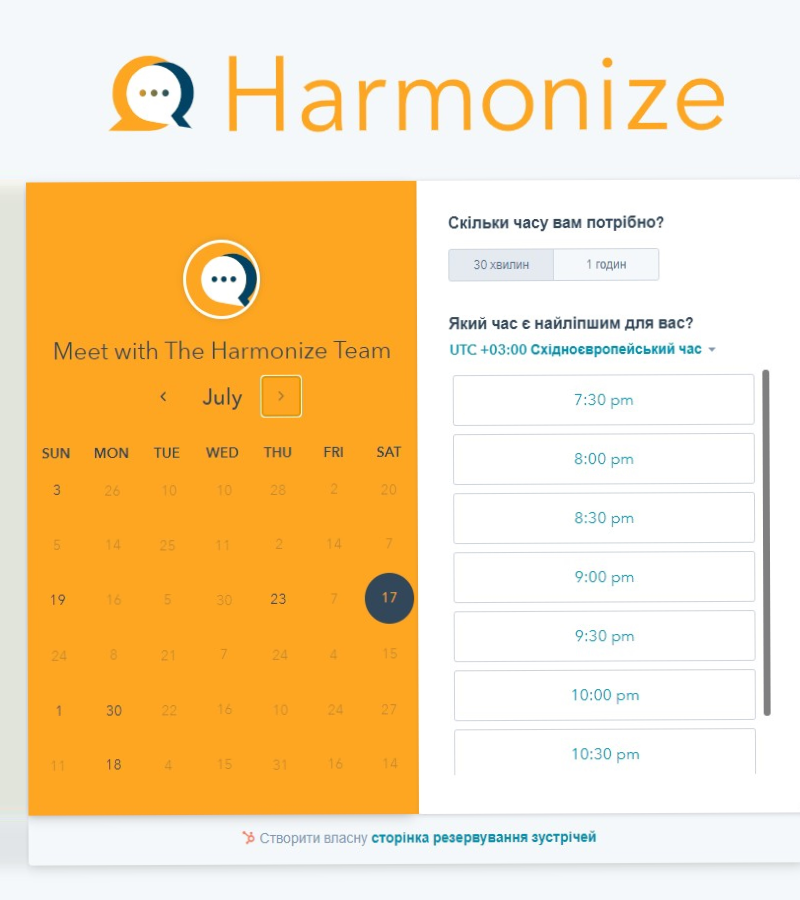 Harmonize
Meet with The Harmonize Team
July
SUN MON TUE WED THU FRI SAT
3 26 10 10 28 2 20
5 14 25 11 2 14 7
19 16 5 30 23 7 17
24 8 21 7 24 4 15
1 30 22 16 10 24 27
11 18 4 15 31 16 14
Скільки часу вам потрібно?
30 хвилин 1 годин
Який час є найліпшим для вас?
UTC +03:00 Східноєвропейський час
7:30 pm
8:00 pm
8:30 pm
9:00 pm
9:30 pm
10:00 pm
10:30 pm
Створити власну сторінка резервування зустрічей